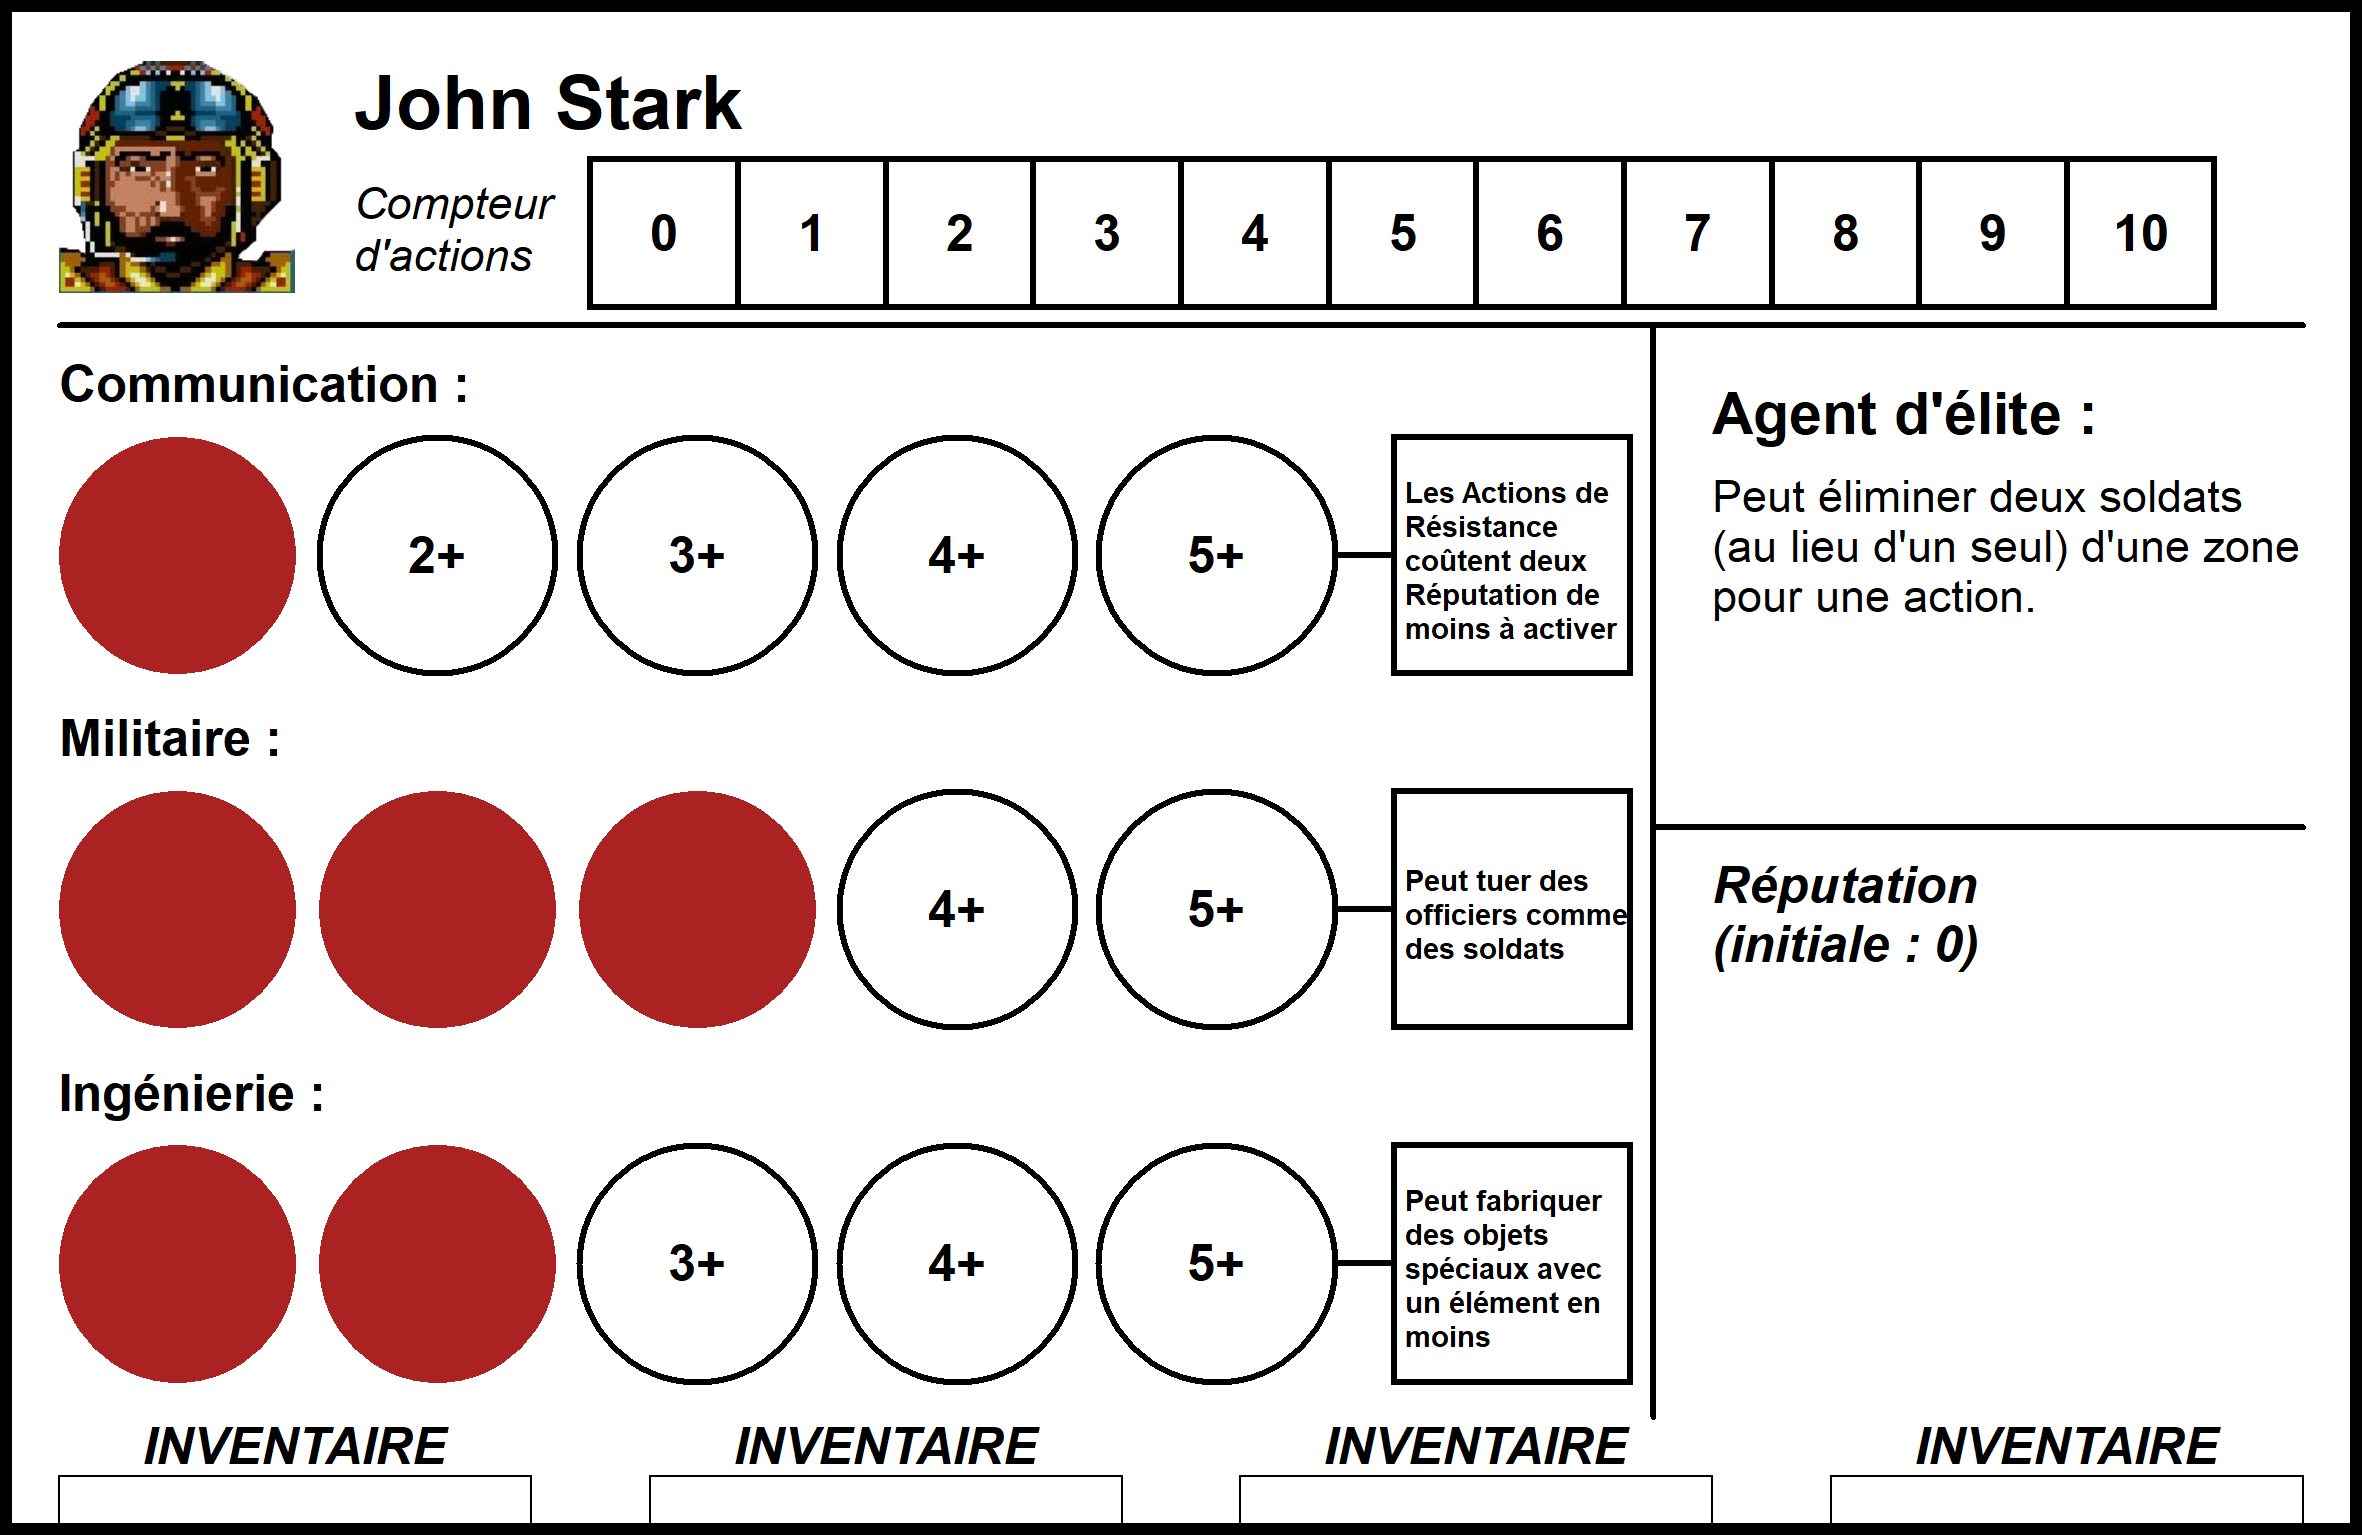 John Stark
Compteur
d'actions
0 1 2 3 4 5 6 7 8 9 10
Communication :
2+ 3+ 4+ 5+
Les Actions de
Résistance
coûtent deux
Réputation de
moins à activer
Militaire :
4+ 5+
Peut tuer des
officiers comme
des soldats
Ingénierie :
3+ 4+ 5+
Peut fabriquer
des objets
spéciaux avec
un élément en
moins
Agent d'élite :
Peut éliminer deux soldats
(au lieu d'un seul) d'une zone
pour une action.
Réputation
(initiale : 0)
INVENTAIRE INVENTAIRE INVENTAIRE INVENTAIRE